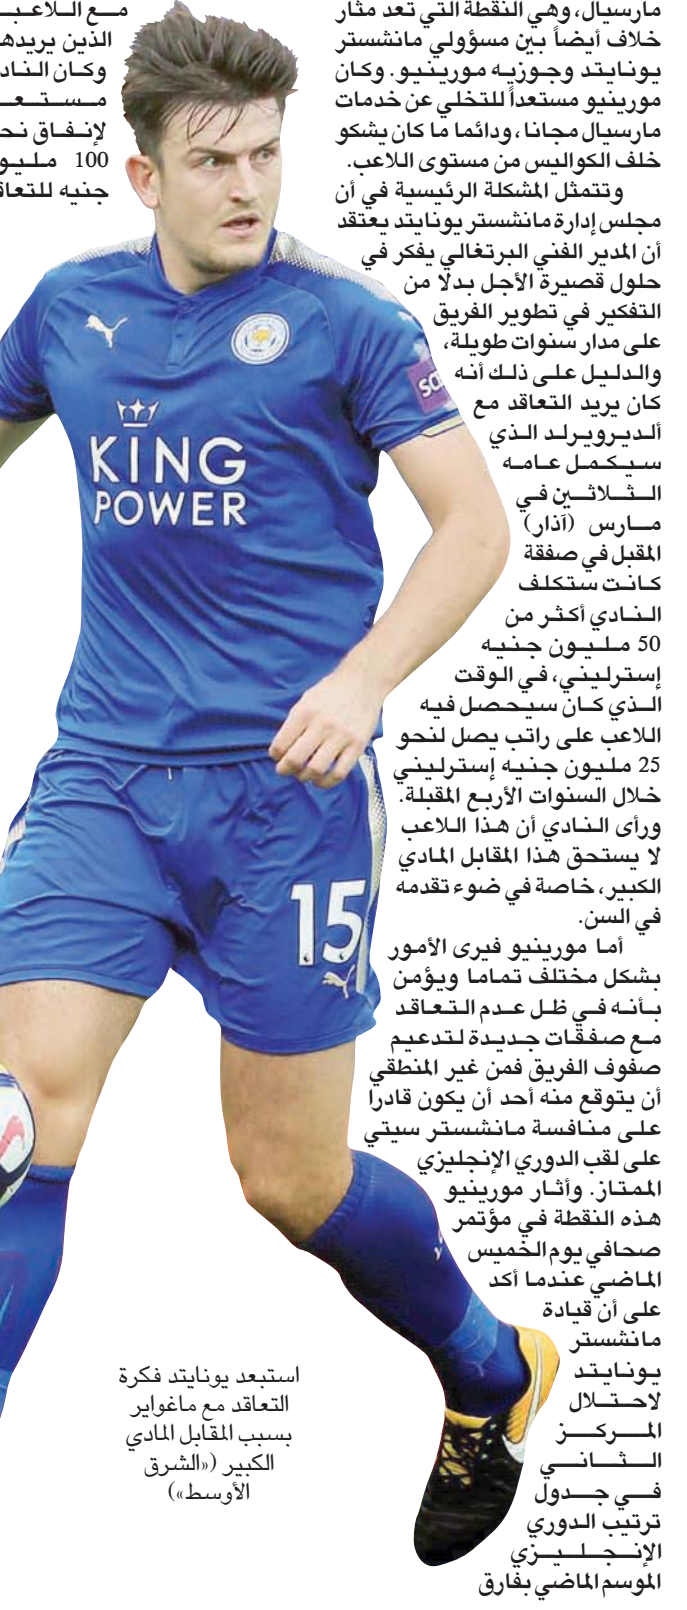 مارسيال، وهي النقطة التي تعد مثار
خلاف أيضاً بين مسؤولي مانشستر
يونايتد وجوزيه مورينيو. وكان
مورينيو مستعداً للتخلي عن خدمات
مارسيال مجانا، ودائما ما كان يشكو
خلف الكواليس من مستوى اللاعب.
وتتمثل المشكلة الرئيسية في أن
مجلس إدارة مانشستر يونايتد يعتقد
أن المدير الفني البرتغالي يفكر في
حلول قصيرة الأجل بدلا من
التفكير في تطوير الفريق
على مدار سنوات طويلة،
والدليل على ذلك أنه
كان يريد التعاقد مع
ألديرويرلد الذي
سيكمل عامه
الثلاثين في
مارس (آذار)
المقبل في صفقة
كانت ستكلف
النادي أكثر من
50 مليون جنيه
إسترليني، في الوقت
الذي كان سيحصل فيه
اللاعب على راتب يصل لنحو
25 مليون جنيه إسترليني
خلال السنوات الأربع المقبلة.
ورأى النادي أن هذا اللاعب
لا يستحق هذا المقابل المادي
الكبير، خاصة في ضوء تقدمه
في السن.
أما مورينيو فيرى الأمور
بشكل مختلف تماما ويؤمن
بأنه في ظل عدم التعاقد
مع صفقات جديدة لتدعيم
صفوف الفريق فمن غير المنطقي
أن يتوقع منه أحد أن يكون قادرا
على منافسة مانشستر سيتي
على لقب الدوري الإنجليزي
الممتاز. وأثار مورينيو
هذه النقطة في مؤتمر
صحافي يوم الخميس
الماضي عندما أكد
على أن قيادة
مانشستر
يونايتد
لاحتلال
المركز
الثاني
في جدول
ترتيب الدوري
الإنجليزي
الموسم الماضي بفارق
الذين يريدها
100
جنيه
KING
POWER
15
استبعد يونايتد فكرة
التعاقد مع ماغواير
بسبب المقابل المادي
الكبير («الشرق
الأوسط»)